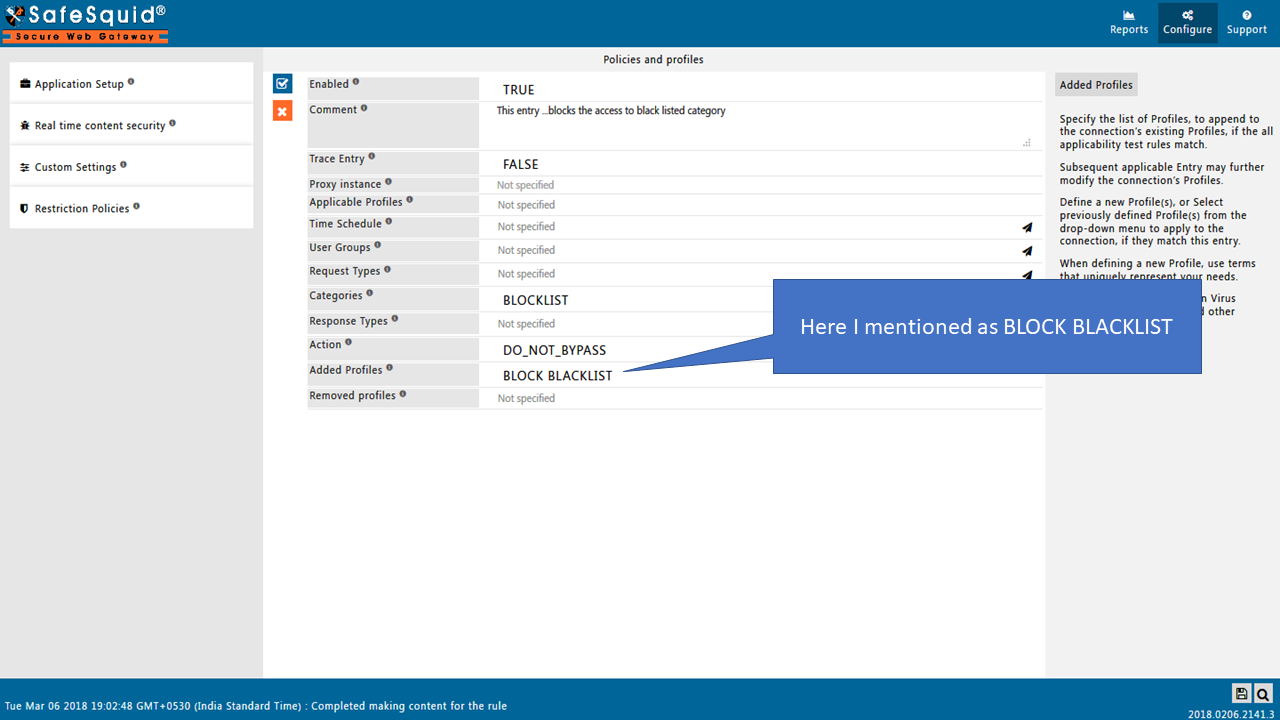 SafeSquid®
Secure Web Gateway
Reports
Configure
Support
Application Setup
Real time content security
Custom Settings
Restriction Policies
Policies and profiles
Enabled
TRUE
Comment
This entry ...blocks the access to black listed category
Trace Entry
FALSE
Proxy instance
Not specified
Applicable Profiles
Not specified
Time Schedule
Not specified
User Groups
Not specified
Request Types
Not specified
Categories
BLOCKLIST
Response Types
Not specified
Action
DO_NOT_BYPASS
Added Profiles
BLOCK BLACKLIST
Removed profiles
Not specified
Here I mentioned as BLOCK BLACKLIST
Added Profiles
Specify the list of Profiles, to append to
the connection's existing Profiles, if the all
applicability test rules match.
Subsequent applicable Entry may further
modify the connection's Profiles.
Define a new Profile(s), or Select
previously defined Profile(s) from the
drop-down menu to apply to the
connection, if they match this entry.
When defining a new Profile, use terms
that uniquely represent your needs.
Virus
other
Tue Mar 06 2018 19:02:48 GMT+0530 (India Standard Time) : Completed making content for the rule
2018.0206.2141.3